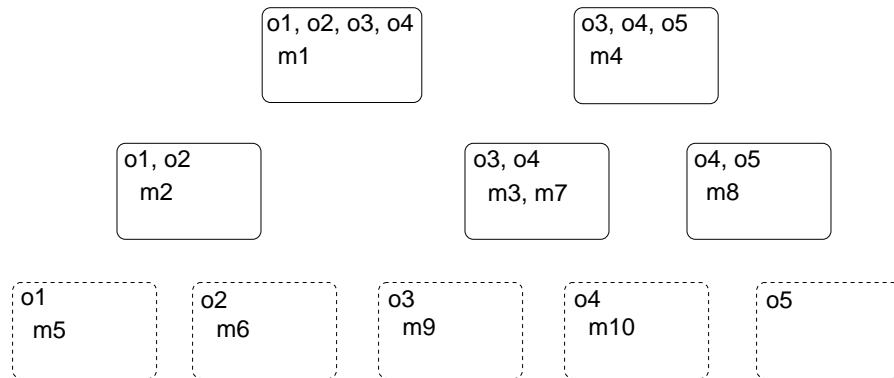 o1, o2, o3, o4
m1
o3, o4, o5
m4
o1, o2
m2
o3, o4
m3, m7
o4, o5
m8
o1
m5
o2
m6
o3
m9
o4
m10
o5